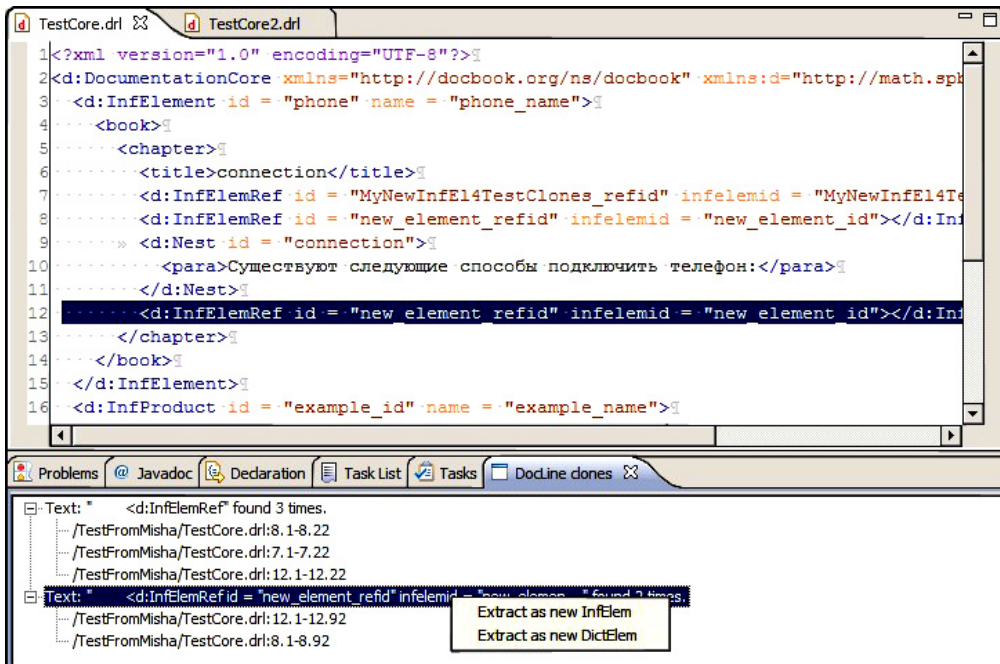 TestCore.drl TestCore2.drl
1 <?xml version="1.0" encoding="UTF-8"?>
2 <d:DocumentationCore xmlns="http://docbook.org/ns/docbook" xmlns:d="http://math.spb
3 <d:InfElement id = "phone" name = "phone_name">
4 <book>
5 <chapter>
6 <title>connection</title>
7 <d:InfElemRef id = "MyNewInfEl4TestClones_refid" infelemid = "MyNewInfEl4Te
8 <d:InfElemRef id = "new_element_refid" infelemid = "new_element_id"></d:Inf
9 <d:Nest id = "connection">
10 <para>Существуют следующие способы подключить телефон:</para>
11 </d:Nest>
12 <d:InfElemRef id = "new_element_refid" infelemid = "new_element_id"></d:Inf
13 </chapter>
14 </book>
15 </d:InfElement>
16 <d:InfProduct id = "example_id" name = "example_name">
Problems @ Javadoc Declaration Task List Tasks DocLine clones
Text: " <d:InfElemRef" found 3 times.
/TestFromMisha/TestCore.drl:8.1-8.22
/TestFromMisha/TestCore.drl:7.1-7.22
/TestFromMisha/TestCore.drl:12.1-12.22
Text: " <d:InfElemRef id = "new_element_refid" infelemid = "new_elemen ..." found 2 times.
/TestFromMisha/TestCore.drl:12.1-12.92
/TestFromMisha/TestCore.drl:8.1-8.92
Extract as new InfElem
Extract as new DictElem